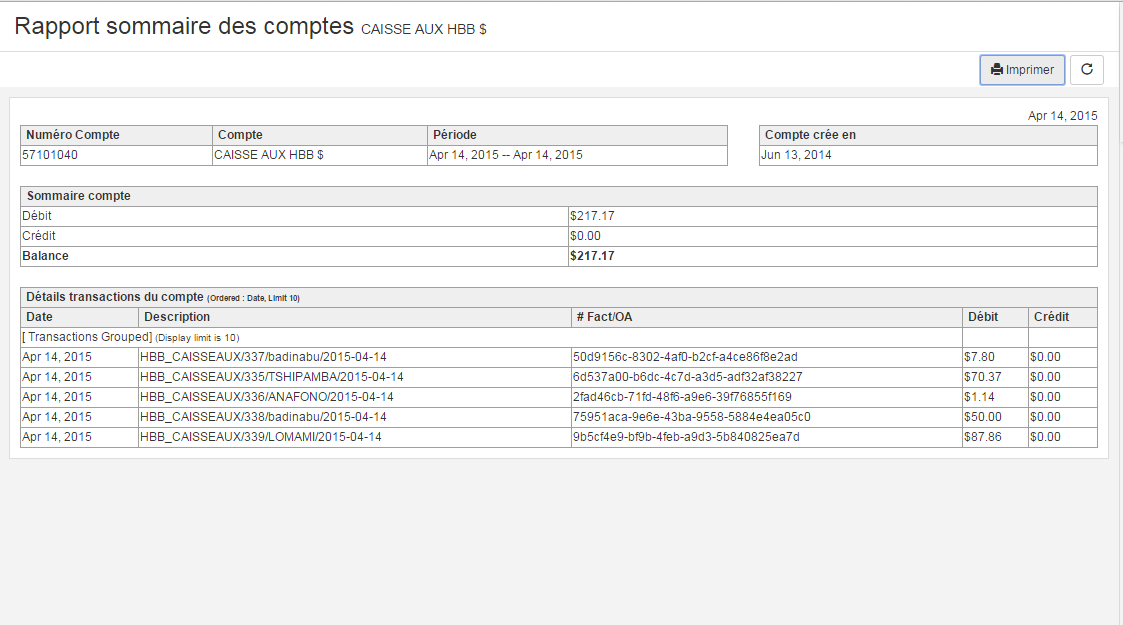 Rapport sommaire des comptes CAISSE AUX HBB $
Imprimer
Apr 14, 2015
Numéro Compte Compte Période Compte crée en
57101040 CAISSE AUX HBB $ Apr 14, 2015 -- Apr 14, 2015 Jun 13, 2014
Sommaire compte
Débit $217.17
Crédit $0.00
Balance $217.17
Détails transactions du compte (Ordered : Date, Limit 10)
Date Description # Fact/OA Débit Crédit
[ Transactions Grouped] (Display limit is 10)
Apr 14, 2015 HBB_CAISSEAUX/337/badinabu/2015-04-14 50d9156c-8302-4af0-b2cf-a4ce86f8e2ad $7.80 $0.00
Apr 14, 2015 HBB_CAISSEAUX/335/TSHIPAMBA/2015-04-14 6d537a00-b6dc-4c7d-a3d5-adf32af38227 $70.37 $0.00
Apr 14, 2015 HBB_CAISSEAUX/336/ANAFONO/2015-04-14 2fad46cb-71fd-48f6-a9e6-39f76855f169 $1.14 $0.00
Apr 14, 2015 HBB_CAISSEAUX/338/badinabu/2015-04-14 75951aca-9e6e-43ba-9558-5884e4ea05c0 $50.00 $0.00
Apr 14, 2015 HBB_CAISSEAUX/339/LOMAMI/2015-04-14 9b5cf4e9-bf9b-4feb-a9d3-5b840825ea7d $87.86 $0.00